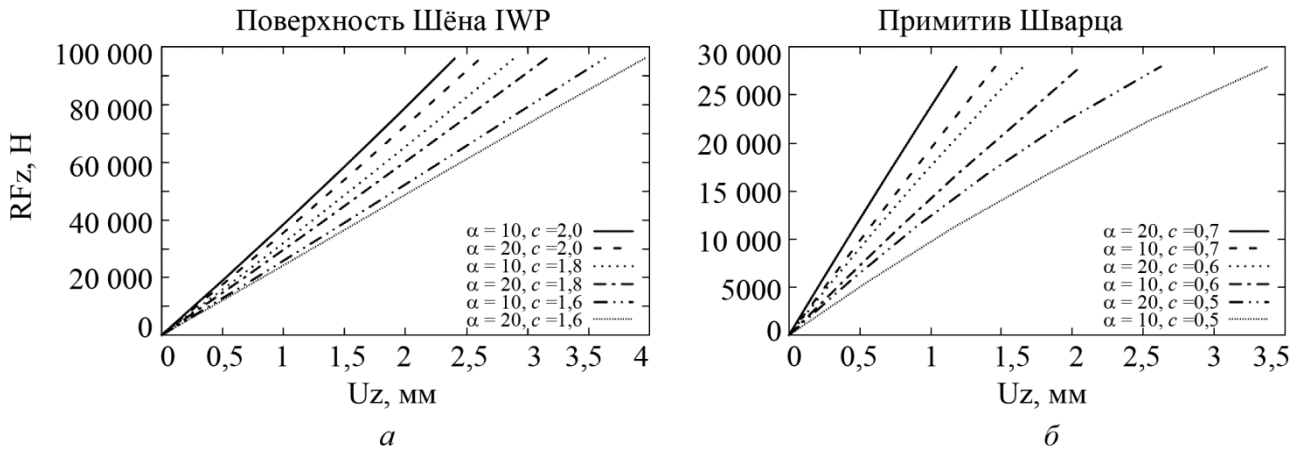 Поверхность Шёна IWP
100 000
80 000
60 000
40 000
20 000
0
RFz, Н
α = 10, c =2,0
α = 20, c =2,0
α = 10, c =1,8
α = 20, c =1,8
α = 10, c =1,6
α = 20, c =1,6
0 0,5 1 1,5 2 2,5 3 3,5 4
Uz, мм
а
Примитив Шварца
30 000
25 000
20 000
15 000
10 000
5000
0
α = 20, c =0,7
α = 10, c =0,7
α = 20, c =0,6
α = 10, c =0,6
α = 20, c =0,5
α = 10, c =0,5
0 0,5 1 1,5 2 2,5 3 3,5
Uz, мм
б